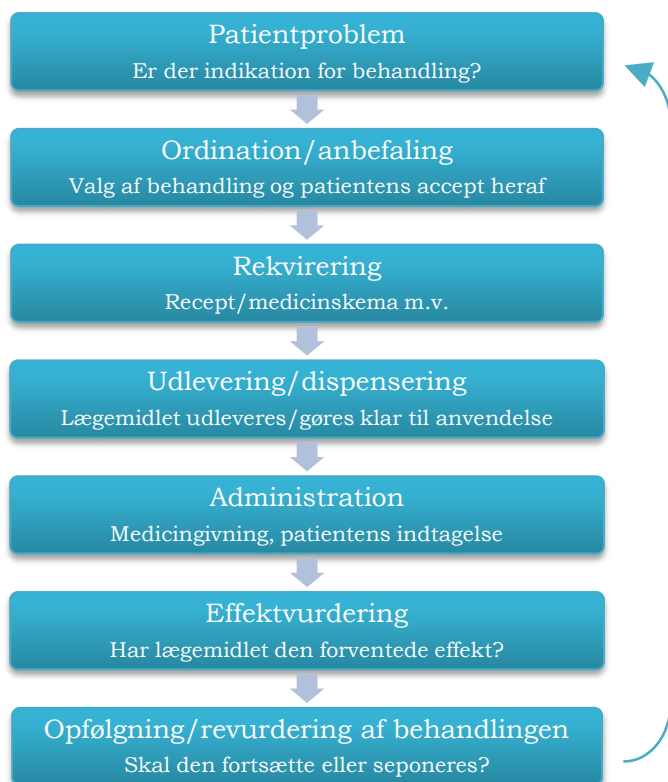 Patientproblem
Er der indikation for behandling?
Ordination/anbefaling
Valg af behandling og patientens accept heraf
Rekvirering
Recept/medicinskema m.v.
Udlevering/dispensering
Lægemidlet udleveres/gøres klar til anvendelse
Administration
Medicingivning, patientens indtagelse
Effektvurdering
Har lægemidlet den forventede effekt?
Opfølgning/revurdering af behandlingen
Skal den fortsætte eller seponeres?